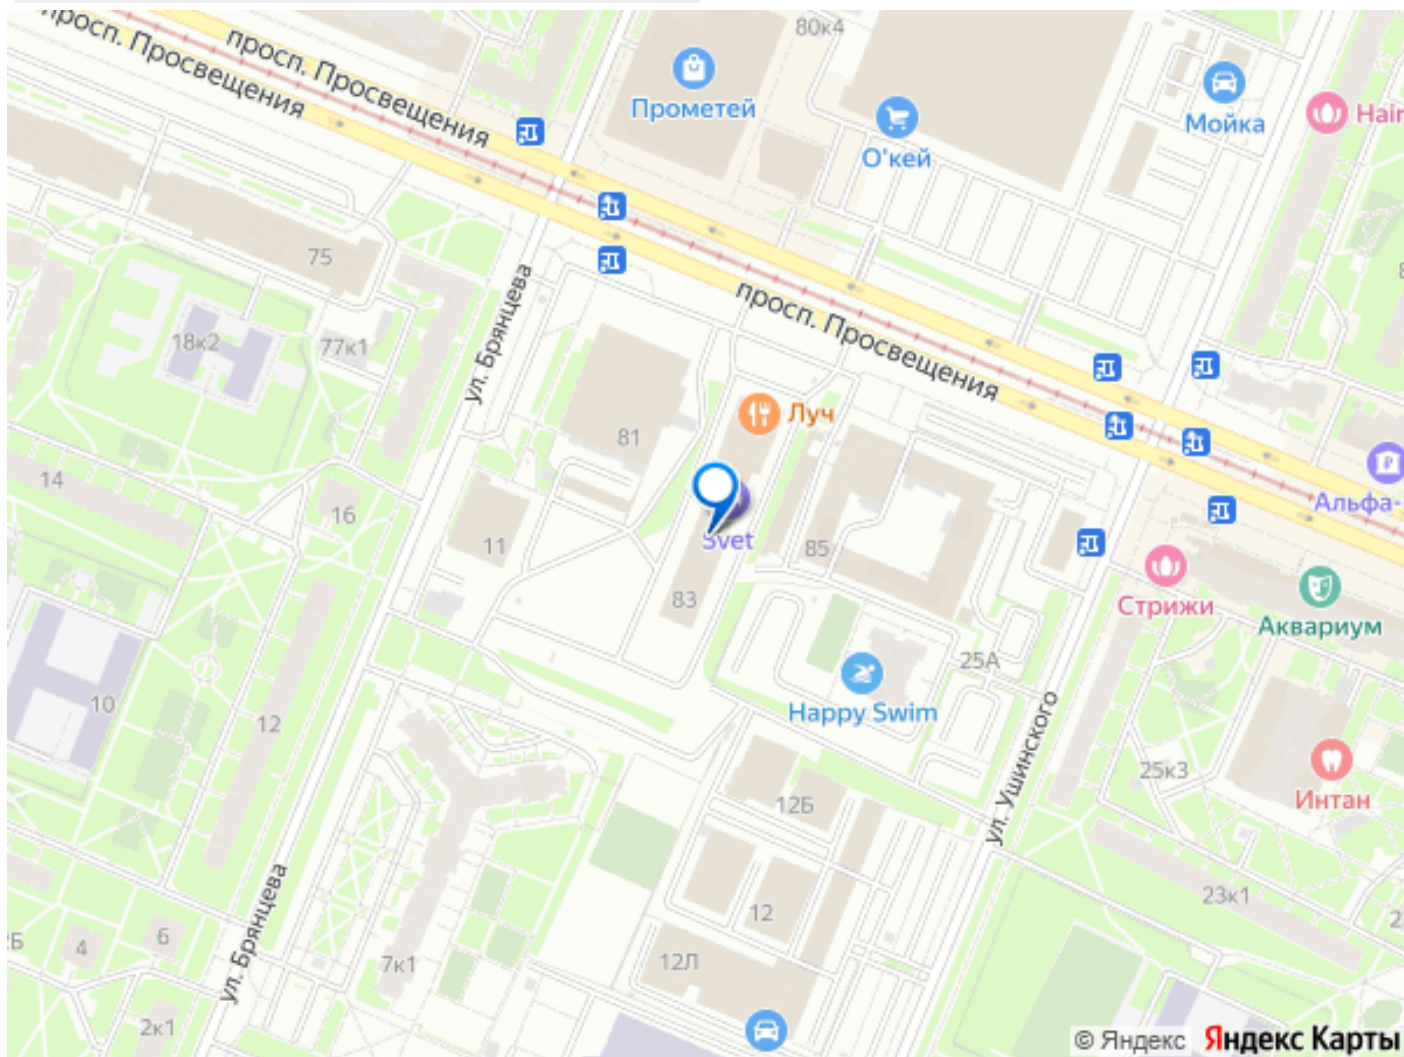 80к4
просп. Просвещения
просп. Просвещения
Прометей
О'кей
Мойка
Hair
75
ул. Брянцева
просп. Просвещения
18к2
77к1
Луч
81
14
16
11
Svet
85
83
Альфа-
Стрижи
Аквариум
25А
10
12
Happy Swim
ул. Ушинского
25к3
Интан
12Б
ул. Брянцева
23к1
12
4
6
7к1
12Л
2к1
© Яндекс Яндекс Карты